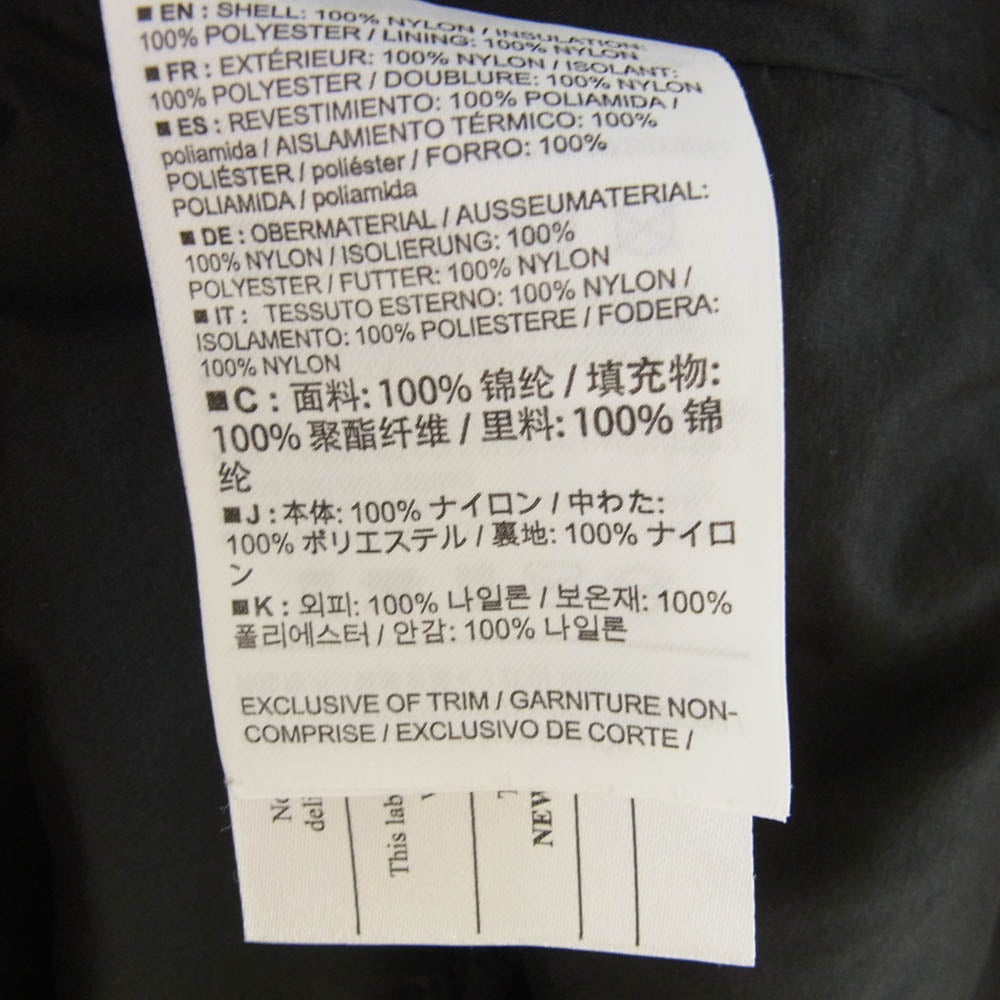 ■ EN : SHELL: 100% NYLON / INSULATION:
100% POLYESTER / LINING: 100% NYLON
■ FR : EXTÉRIEUR: 100% NYLON / ISOLANT:
100% POLYESTER / DOUBLURE: 100% NYLON
■ ES : REVESTIMIENTO: 100% POLIAMIDA /
poliamida / AISLAMIENTO TÉRMICO: 100%
POLIÉSTER / poliéster / FORRO: 100%
POLIAMIDA / poliamida
■ DE : OBERMATERIAL / AUSSEUMATERIAL:
100% NYLON / ISOLIERUNG: 100%
POLYESTER / FUTTER: 100% NYLON
■ IT : TESSUTO ESTERNO: 100% NYLON /
ISOLAMENTO: 100% POLIESTERE / FODERA:
100% NYLON
■ C : 面料: 100% 锦纶 / 填充物:
100% 聚酯纤维 / 里料: 100% 锦
纶
■ J : 本体: 100% ナイロン / 中わた:
100% ポリエステル / 裏地: 100% ナイロ
ン
■ K : 외피: 100% 나일론 / 보온재: 100%
폴리에스터 / 안감: 100% 나일론
EXCLUSIVE OF TRIM / GARNITURE NON-
COMPRISE / EXCLUSIVO DE CORTE /
This lab
NEW